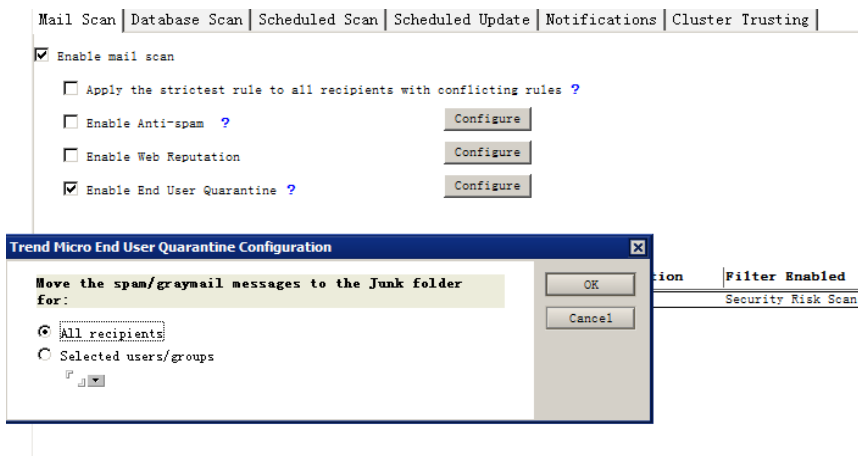 Mail Scan Database Scan Scheduled Scan Scheduled Update Notifications Cluster Trusting
Enable mail scan
Apply the strictest rule to all recipients with conflicting rules ?
Enable Anti-spam ? Configure
Enable Web Reputation Configure
Enable End User Quarantine ? Configure
Trend Micro End User Quarantine Configuration
Move the spam/graymail messages to the Junk folder
for:
All recipients
Selected users/groups
OK
Cancel
tion Filter Enabled
Security Risk Scan